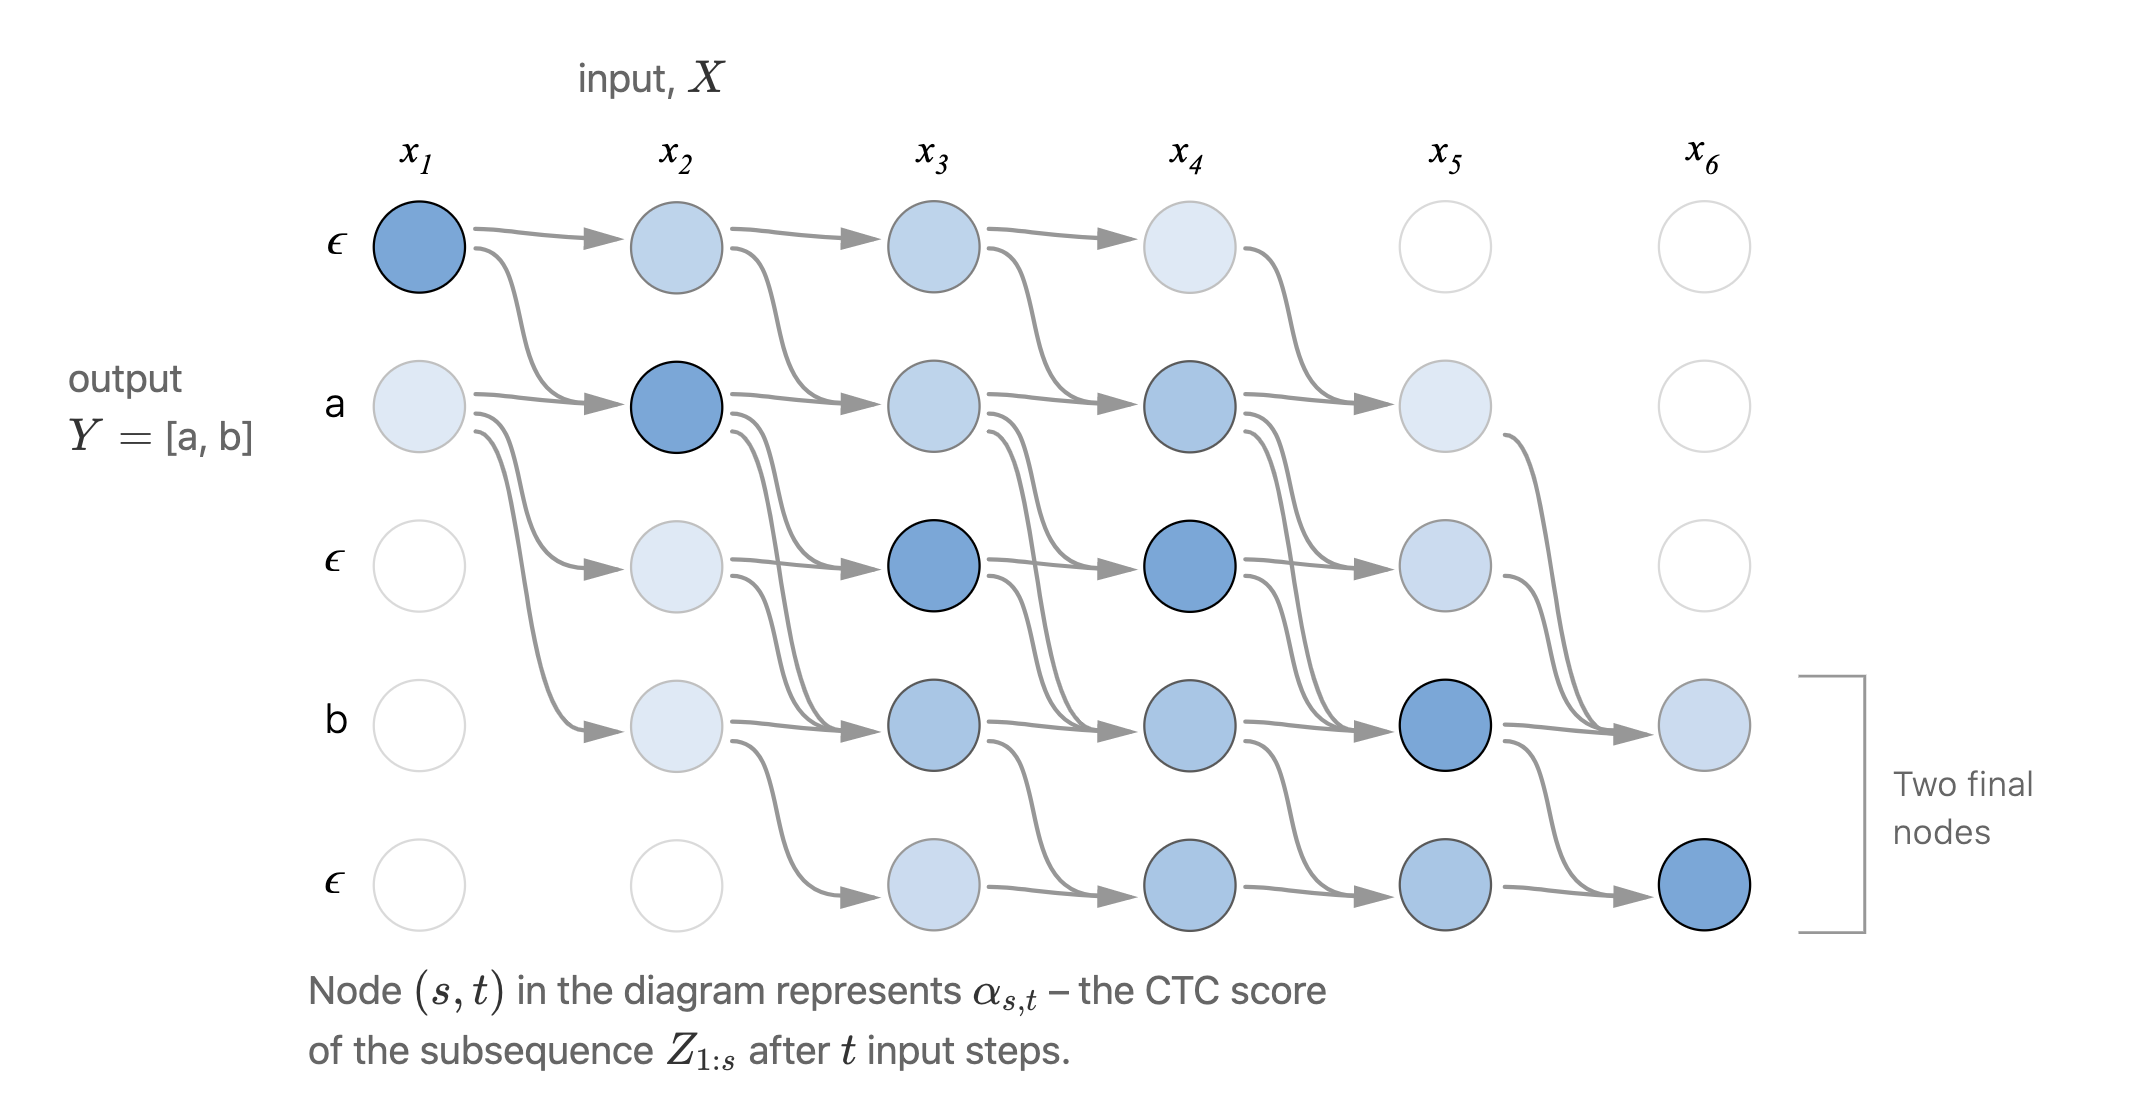 input, X
x₁ x₂ x₃ x₄ x₅ x₆
ϵ
output
Y = [a, b]
a
ϵ
b
Two final
nodes
ϵ
Node (s, t) in the diagram represents αₛ,ₜ – the CTC score
of the subsequence Z₁:ₛ after t input steps.